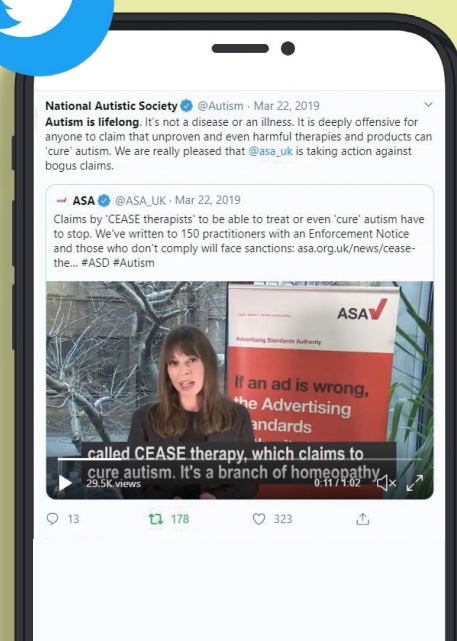 National Autistic Society @Autism · Mar 22, 2019
Autism is lifelong. It's not a disease or an illness. It is deeply offensive for
anyone to claim that unproven and even harmful therapies and products can
'cure' autism. We are really pleased that @asa_uk is taking action against
bogus claims.
ASA @ASA_UK · Mar 22, 2019
Claims by 'CEASE therapists' to be able to treat or even 'cure' autism have
to stop. We've written to 150 practitioners with an Enforcement Notice
and those who don't comply will face sanctions: asa.org.uk/news/cease-
the... #ASD #Autism
ASA
Advertising Standards Authority
If an ad is wrong,
the Advertising
andards
called CEASE therapy, which claims to
cure autism. It's a branch of homeopathy
29.5K views
0:11 / 1:02
13
178
323